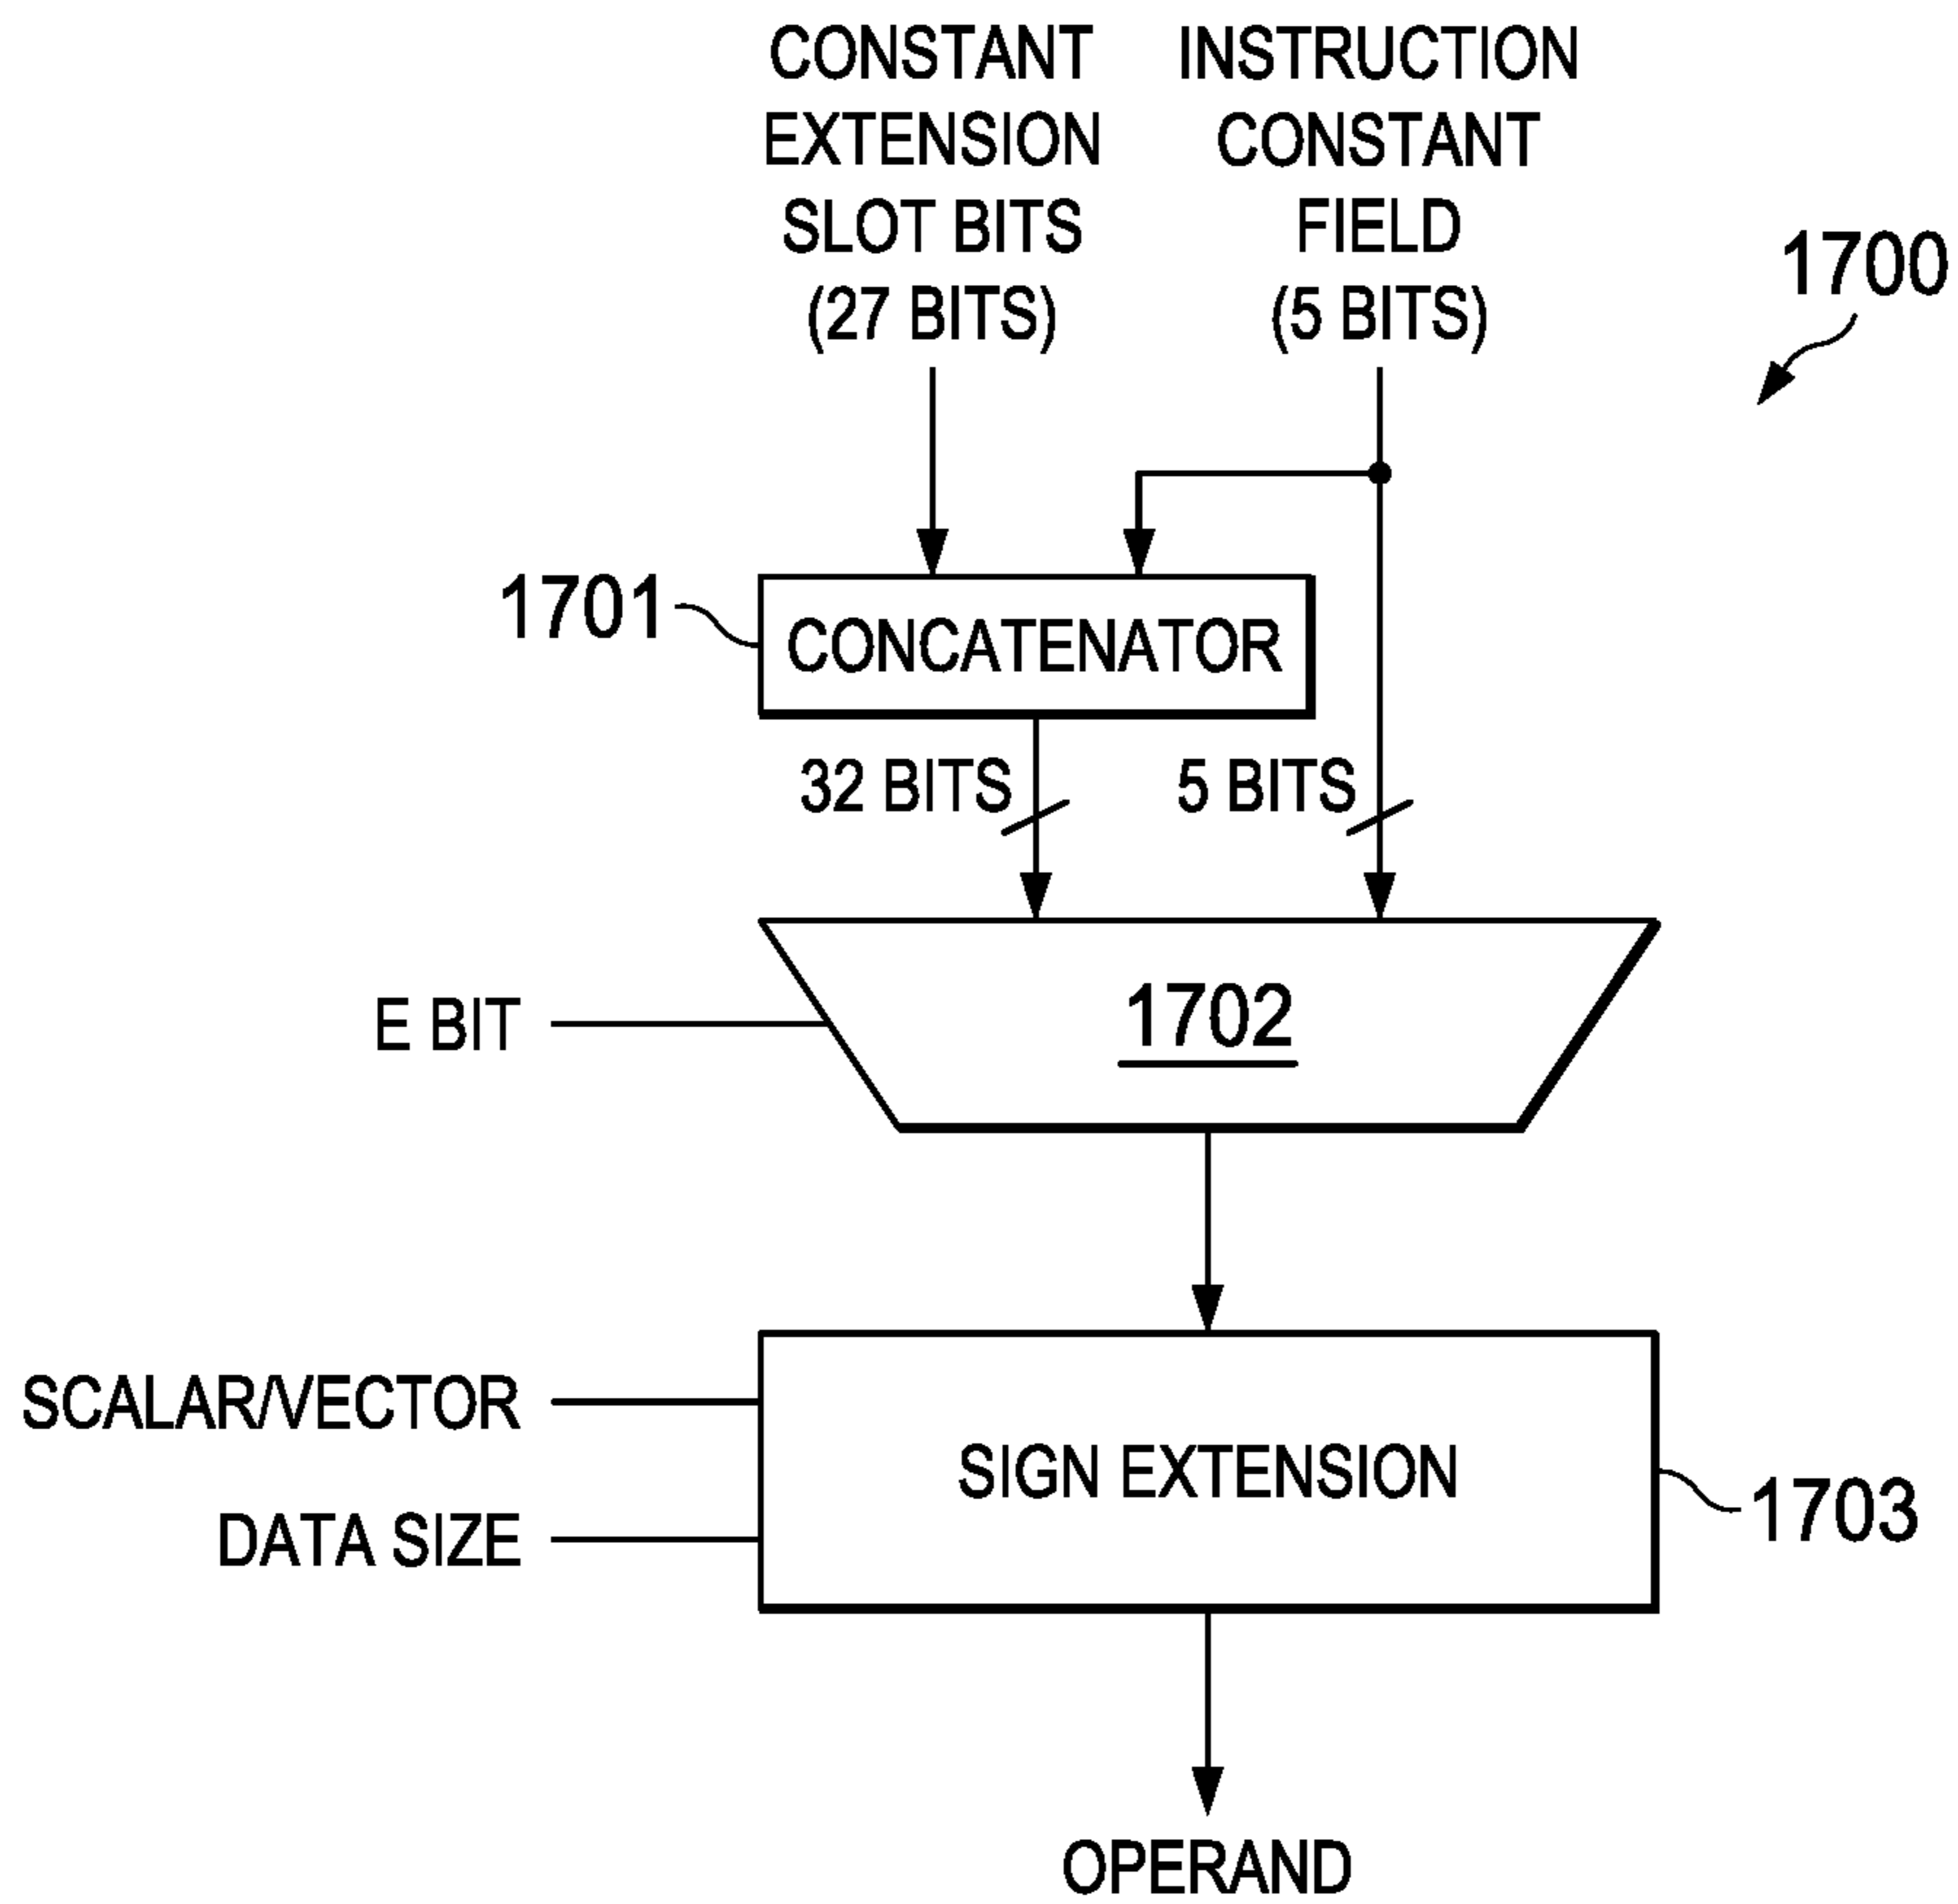 CONSTANT
EXTENSION
SLOT BITS
(27 BITS)
INSTRUCTION
CONSTANT
FIELD
(5 BITS)
1700
1701
CONCATENATOR
32 BITS
5 BITS
E BIT
1702
SCALAR/VECTOR
DATA SIZE
SIGN EXTENSION
1703
OPERAND